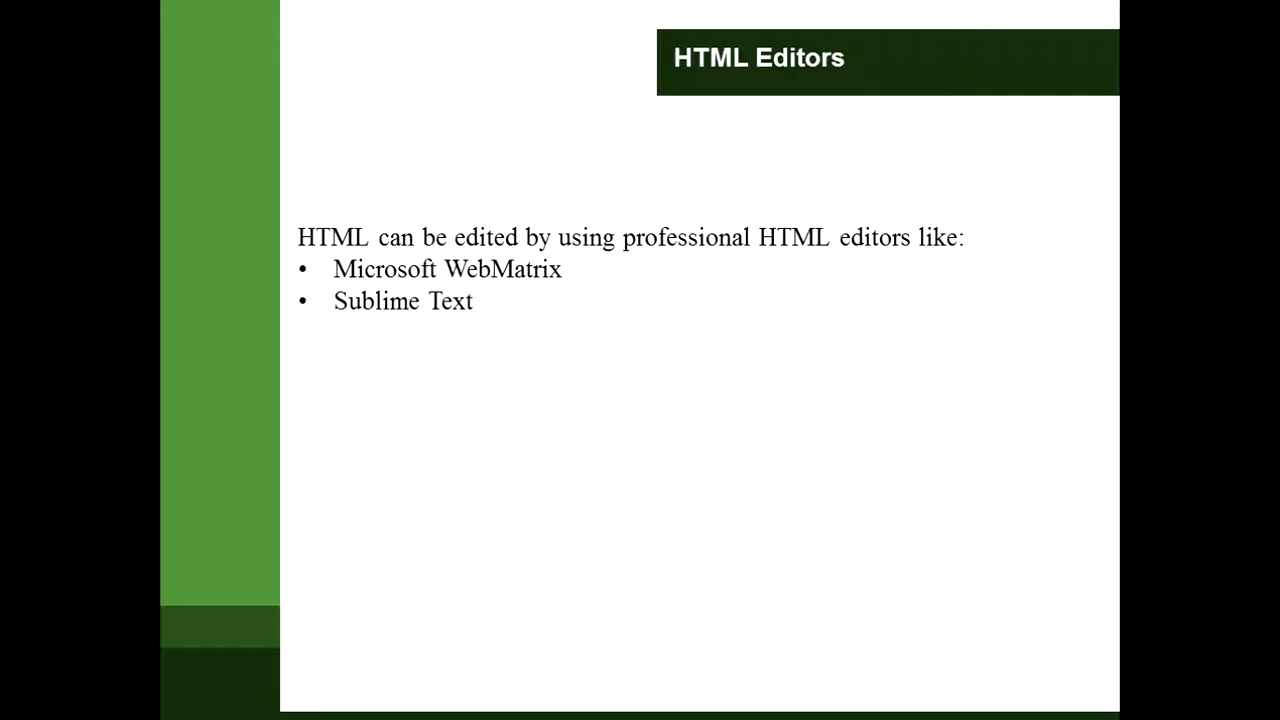 HTML Editors
HTML can be edited by using professional HTML editors like:
• Microsoft WebMatrix
• Sublime Text